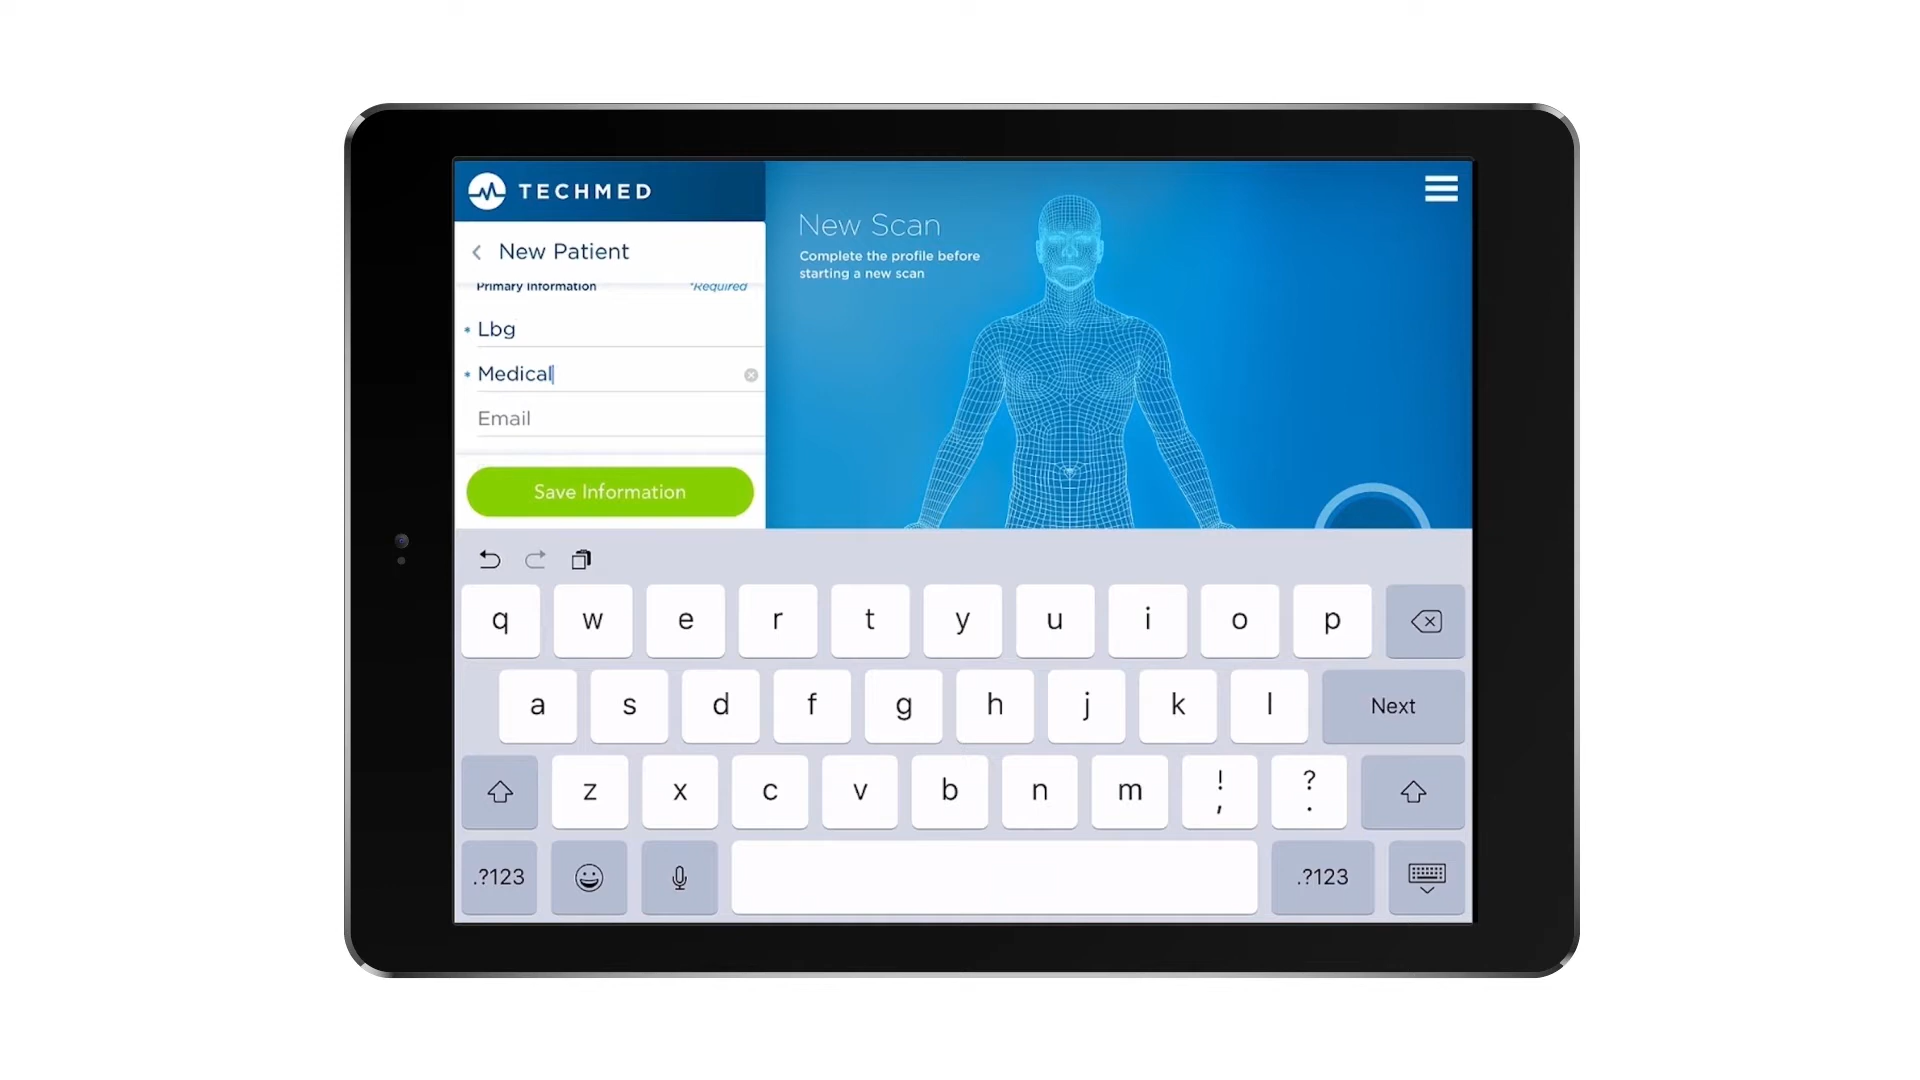 TECHMED
New Patient
Primary Information *Required
* Lbg
* Medical
Email
Save Information
New Scan
Complete the profile before
starting a new scan
q w e r t y u i o p
a s d f g h j k l Next
z x c v b n m ! , ? .
.?123 .?123